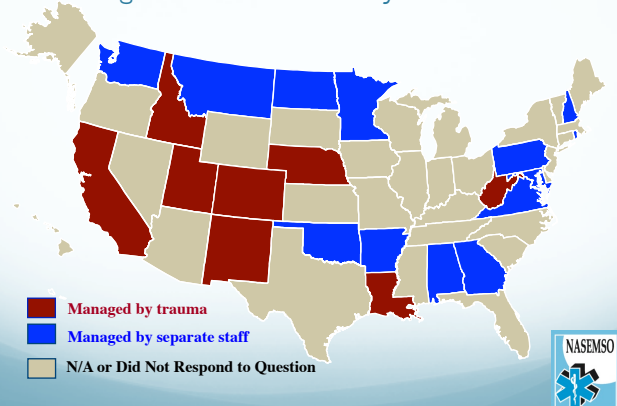 Managed by trauma
Managed by separate staff
N/A or Did Not Respond to Question
NASEMSO